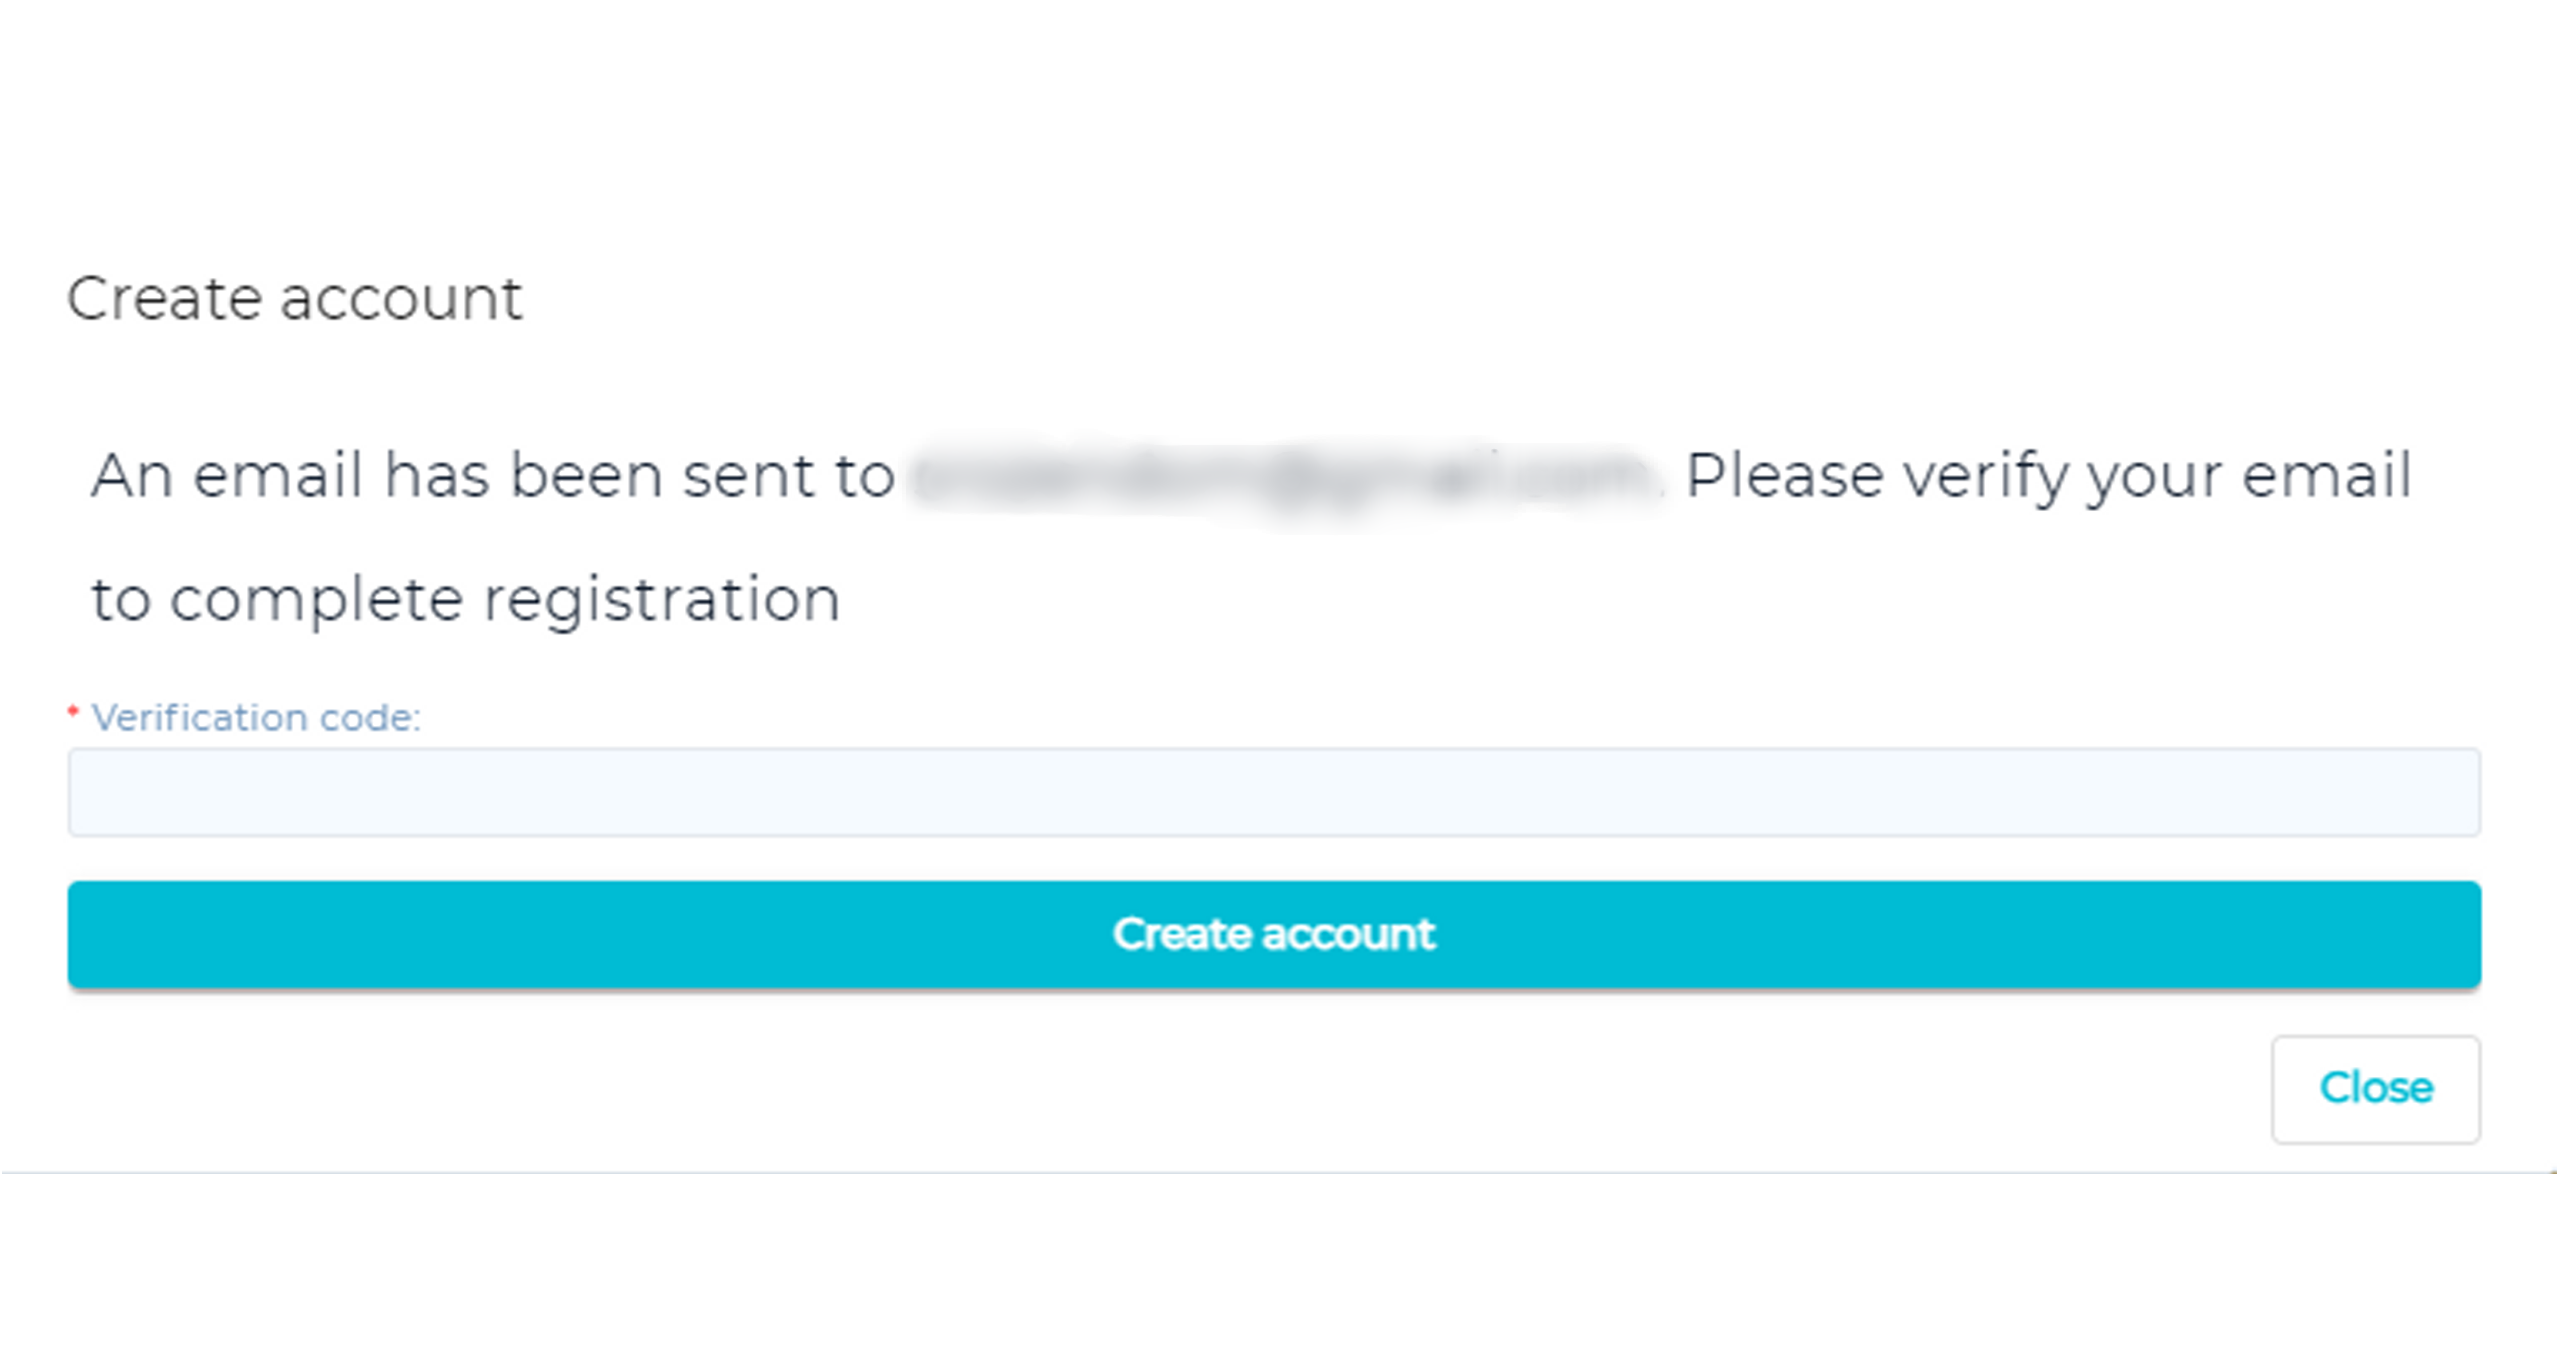 Create account
An email has been sent to . Please verify your email
to complete registration
* Verification code:
Create account
Close